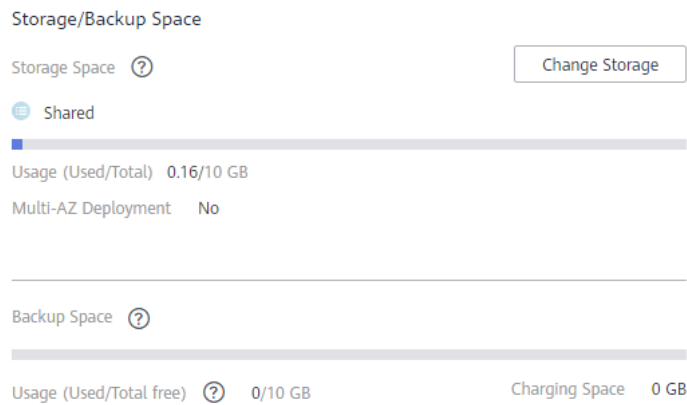 Storage/Backup Space
Storage Space ? Change Storage
Shared
Usage (Used/Total) 0.16/10 GB
Multi-AZ Deployment No
Backup Space ?
Usage (Used/Total free) ? 0/10 GB Charging Space 0 GB